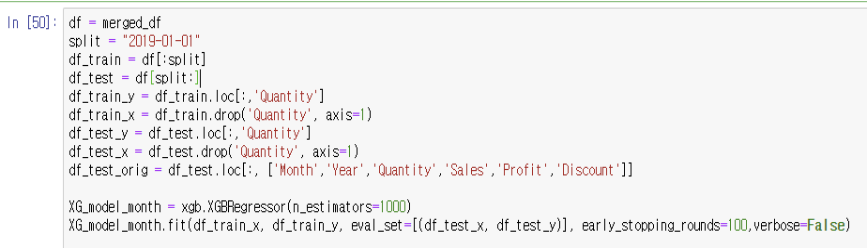 In [50]: df = merged_df
split = "2019-01-01"
df_train = df[:split]
df_test = df[split:]
df_train_y = df_train.loc[:,'Quantity']
df_train_x = df_train.drop('Quantity', axis=1)
df_test_y = df_test.loc[:,'Quantity']
df_test_x = df_test.drop('Quantity', axis=1)
df_test_orig = df_test.loc[:, ['Month','Year','Quantity','Sales','Profit','Discount']]
XG_model_month = xgb.XGBRegressor(n_estimators=1000)
XG_model_month.fit(df_train_x, df_train_y, eval_set=[(df_test_x, df_test_y)], early_stopping_rounds=100,verbose=False)